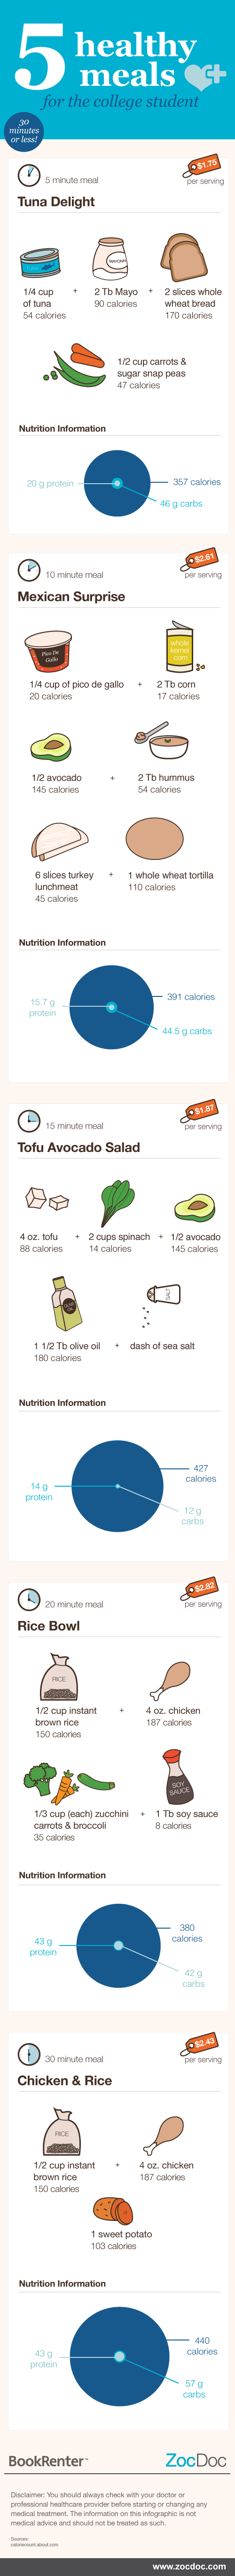 5 healthy
meals
for the college student
30
minutes
or less!
$1.75
5 minute meal
per serving
Tuna Delight
MAYONN
1/4 cup + 2 Tb Mayo + 2 slices whole
of tuna 90 calories wheat bread
54 calories 170 calories
1/2 cup carrots &
sugar snap peas
47 calories
Nutrition Information
20 g protein
357 calories
46 g carbs
$2.61
10 minute meal
per serving
Mexican Surprise
Pico De
Gallo
whole
kernel
corn
1/4 cup of pico de gallo + 2 Tb corn
20 calories 17 calories
1/2 avocado + 2 Tb hummus
145 calories 54 calories
6 slices turkey + 1 whole wheat tortilla
lunchmeat 110 calories
45 calories
Nutrition Information
391 calories
15.7 g
protein
44.5 g carbs
$1.87
15 minute meal
per serving
Tofu Avocado Salad
4 oz. tofu + 2 cups spinach + 1/2 avocado
88 calories 14 calories 145 calories
SALT
1 1/2 Tb olive oil + dash of sea salt
180 calories
Nutrition Information
427
calories
14 g
protein
12 g
carbs
$2.82
20 minute meal
per serving
Rice Bowl
RICE
1/2 cup instant + 4 oz. chicken
brown rice 187 calories
150 calories
SOY
SAUCE
1/3 cup (each) zucchini + 1 Tb soy sauce
carrots & broccoli 8 calories
35 calories
Nutrition Information
380
calories
43 g
protein
42 g
carbs
$2.43
30 minute meal
per serving
Chicken & Rice
RICE
1/2 cup instant + 4 oz. chicken
brown rice 187 calories
150 calories
1 sweet potato
103 calories
Nutrition Information
440
calories
43 g
protein
57 g
carbs
BookRenter™ ZocDoc
Disclaimer: You should always check with your doctor or
professional healthcare provider before starting or changing any
medical treatment. The information on this infographic is not
medical advice and should not be treated as such.
Sources:
caloriecount.about.com
www.zocdoc.com